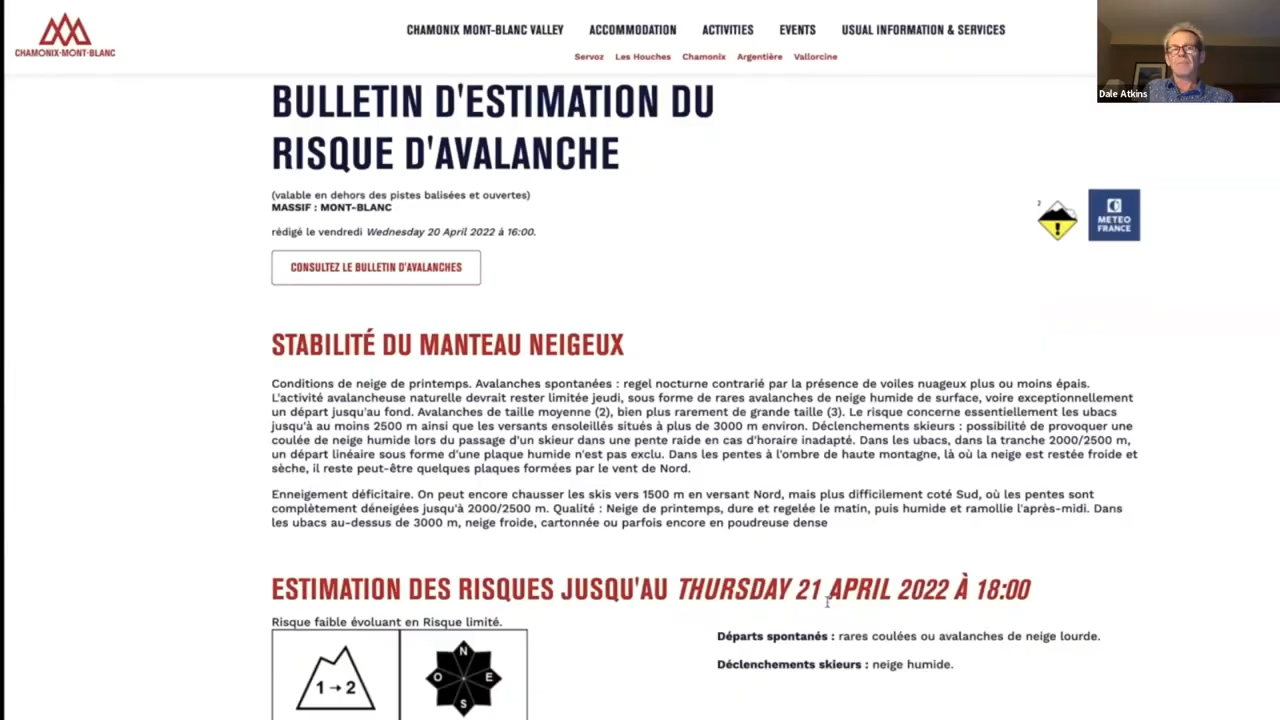 CHAMONIX MONT-BLANC VALLEY ACCOMMODATION ACTIVITIES EVENTS USUAL INFORMATION & SERVICES
CHAMONIX·MONT·BLANC
Servoz Les Houches Chamonix Argentière Vallorcine
Dale Atkins
BULLETIN D'ESTIMATION DU
RISQUE D'AVALANCHE
(valable en dehors des pistes balisées et ouvertes)
MASSIF : MONT-BLANC
rédigé le vendredi Wednesday 20 April 2022 à 16:00.
2
METEO
FRANCE
CONSULTEZ LE BULLETIN D'AVALANCHES
STABILITÉ DU MANTEAU NEIGEUX
Conditions de neige de printemps. Avalanches spontanées : regel nocturne contrarié par la présence de voiles nuageux plus ou moins épais.
L'activité avalancheuse naturelle devrait rester limitée jeudi, sous forme de rares avalanches de neige humide de surface, voire exceptionnellement
un départ jusqu'au fond. Avalanches de taille moyenne (2), bien plus rarement de grande taille (3). Le risque concerne essentiellement les ubacs
jusqu'à au moins 2500 m ainsi que les versants ensoleillés situés à plus de 3000 m environ. Déclenchements skieurs : possibilité de provoquer une
coulée de neige humide lors du passage d'un skieur dans une pente raide en cas d'horaire inadapté. Dans les ubacs, dans la tranche 2000/2500 m,
un départ linéaire sous forme d'une plaque humide n'est pas exclu. Dans les pentes à l'ombre de haute montagne, là où la neige est restée froide et
sèche, il reste peut-être quelques plaques formées par le vent de Nord.
Enneigement déficitaire. On peut encore chausser les skis vers 1500 m en versant Nord, mais plus difficilement coté Sud, où les pentes sont
complètement déneigées jusqu'à 2000/2500 m. Qualité : Neige de printemps, dure et regelée le matin, puis humide et ramollie l'après-midi. Dans
les ubacs au-dessus de 3000 m, neige froide, cartonnée ou parfois encore en poudreuse dense
ESTIMATION DES RISQUES JUSQU'AU THURSDAY 21 APRIL 2022 À 18:00
Risque faible évoluant en Risque limité.
1→2
N
O E
S
Départs spontanés : rares coulées ou avalanches de neige lourde.
Déclenchements skieurs : neige humide.